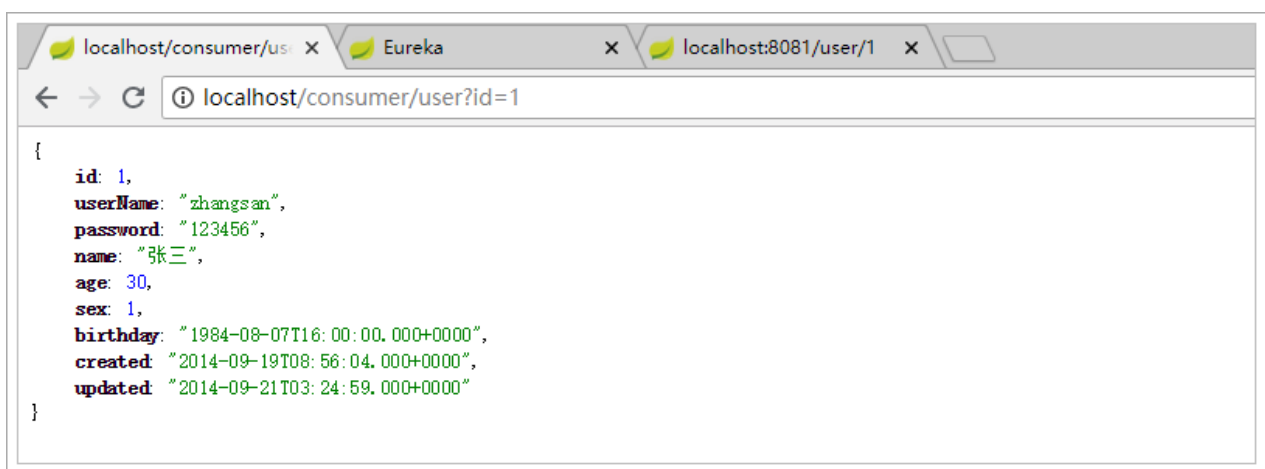 localhost/consumer/us
Eureka
localhost:8081/user/1
localhost/consumer/user?id=1
{
id: 1,
userName: "zhangsan",
password: "123456",
name: "张三",
age: 30,
sex: 1,
birthday: "1984-08-07T16:00:00.000+0000",
created: "2014-09-19T08:56:04.000+0000",
updated: "2014-09-21T03:24:59.000+0000"
}